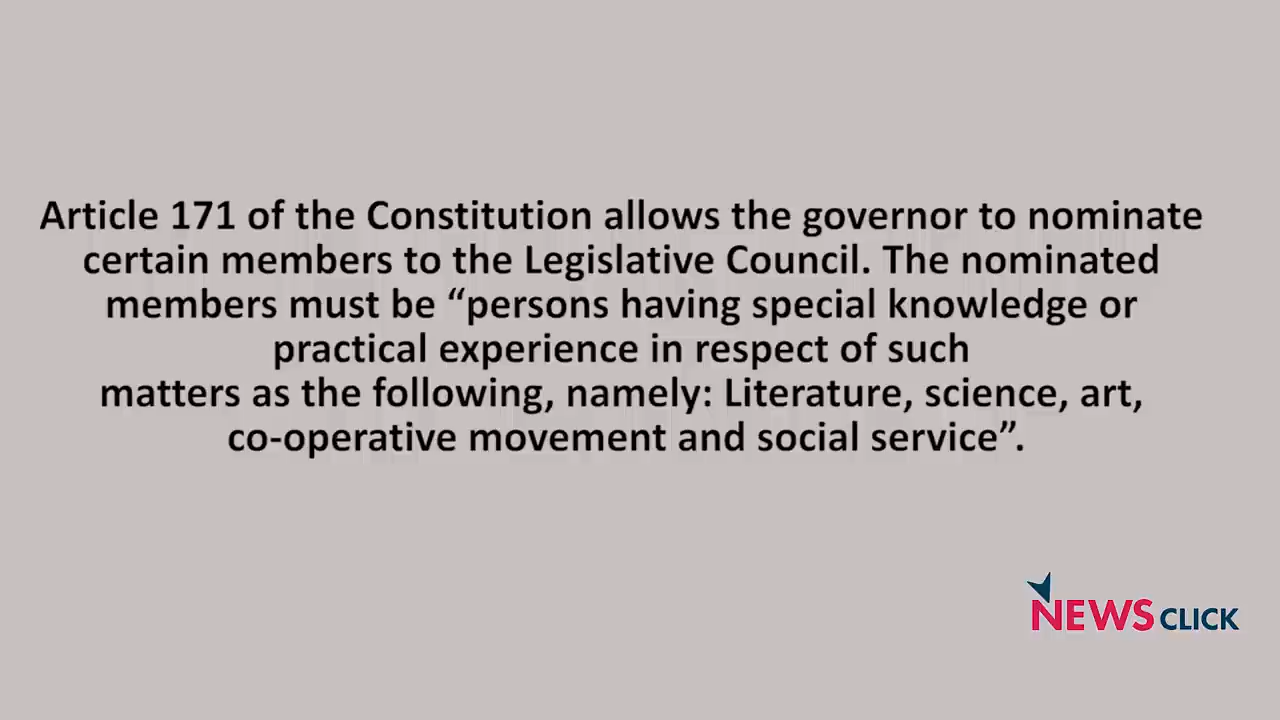 Article 171 of the Constitution allows the governor to nominate
certain members to the Legislative Council. The nominated
members must be “persons having special knowledge or
practical experience in respect of such
matters as the following, namely: Literature, science, art,
co-operative movement and social service”.
NEWS CLICK